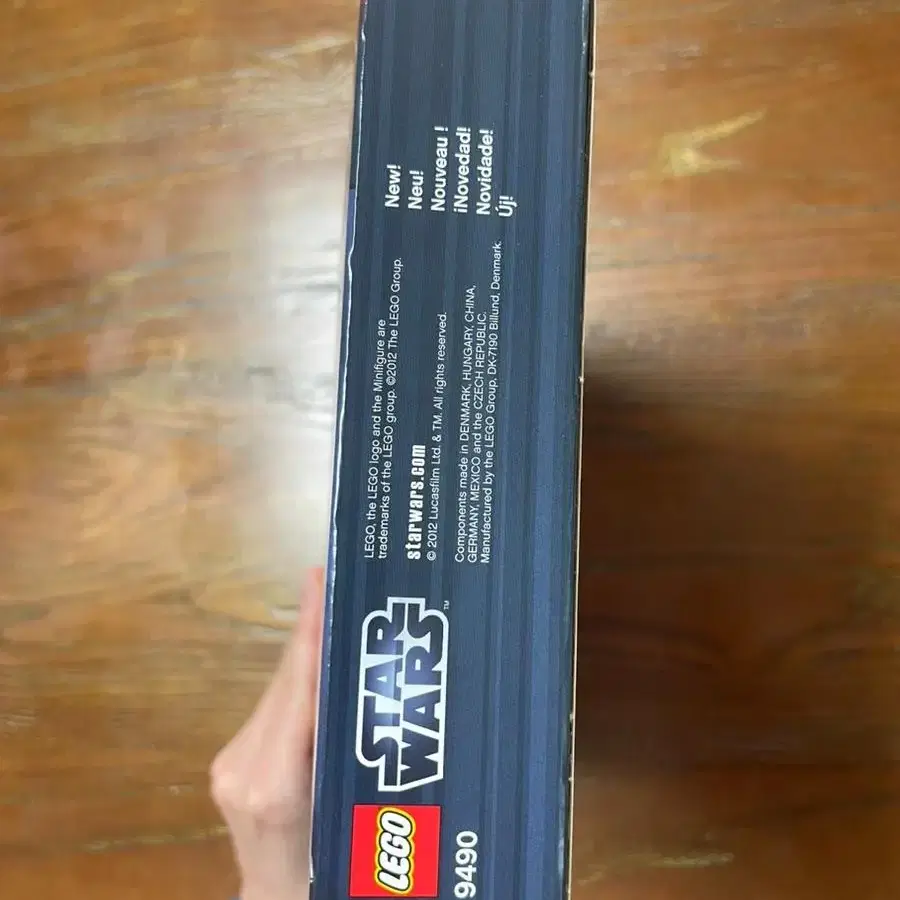 LEGO
9490
STAR
WARS™
LEGO, the LEGO logo and the Minifigure are
trademarks of the LEGO group. ©2012 The LEGO Group.
starwars.com
© 2012 Lucasfilm Ltd. & TM. All rights reserved.
Components made in DENMARK, HUNGARY, CHINA,
GERMANY, MEXICO and the CZECH REPUBLIC.
Manufactured by the LEGO Group, DK-7190 Billund, Denmark.
New!
Neu!
Nouveau !
¡Novedad!
Novidade!
Új!